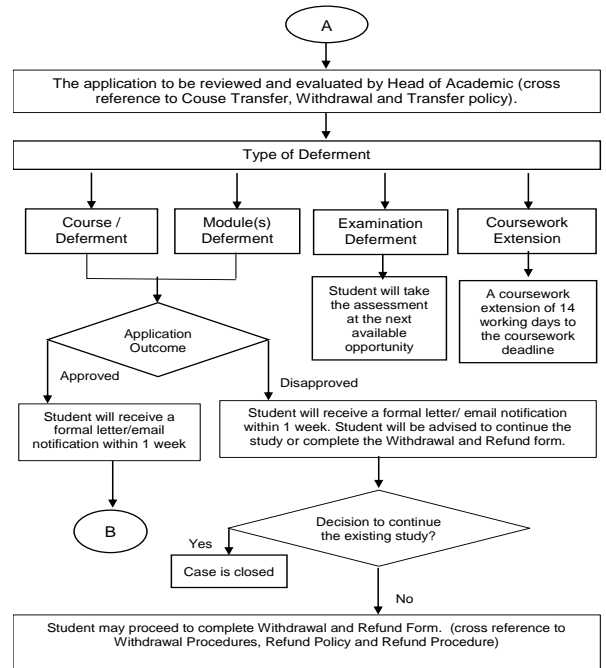 A
The application to be reviewed and evaluated by Head of Academic (cross
reference to Couse Transfer, Withdrawal and Transfer policy).
Type of Deferment
Course /
Deferment
Module(s)
Deferment
Examination
Deferment
Coursework
Extension
Student will take
the assessment
at the next
available
opportunity
A coursework
extension of 14
working days to
the coursework
deadline
Application
Outcome
Approved
Disapproved
Student will receive a
formal letter/email
notification within 1 week
Student will receive a formal letter/ email notification
within 1 week. Student will be advised to continue the
study or complete the Withdrawal and Refund form.
B
Decision to continue
the existing study?
Yes
Case is closed
No
Student may proceed to complete Withdrawal and Refund Form. (cross reference to
Withdrawal Procedures, Refund Policy and Refund Procedure)